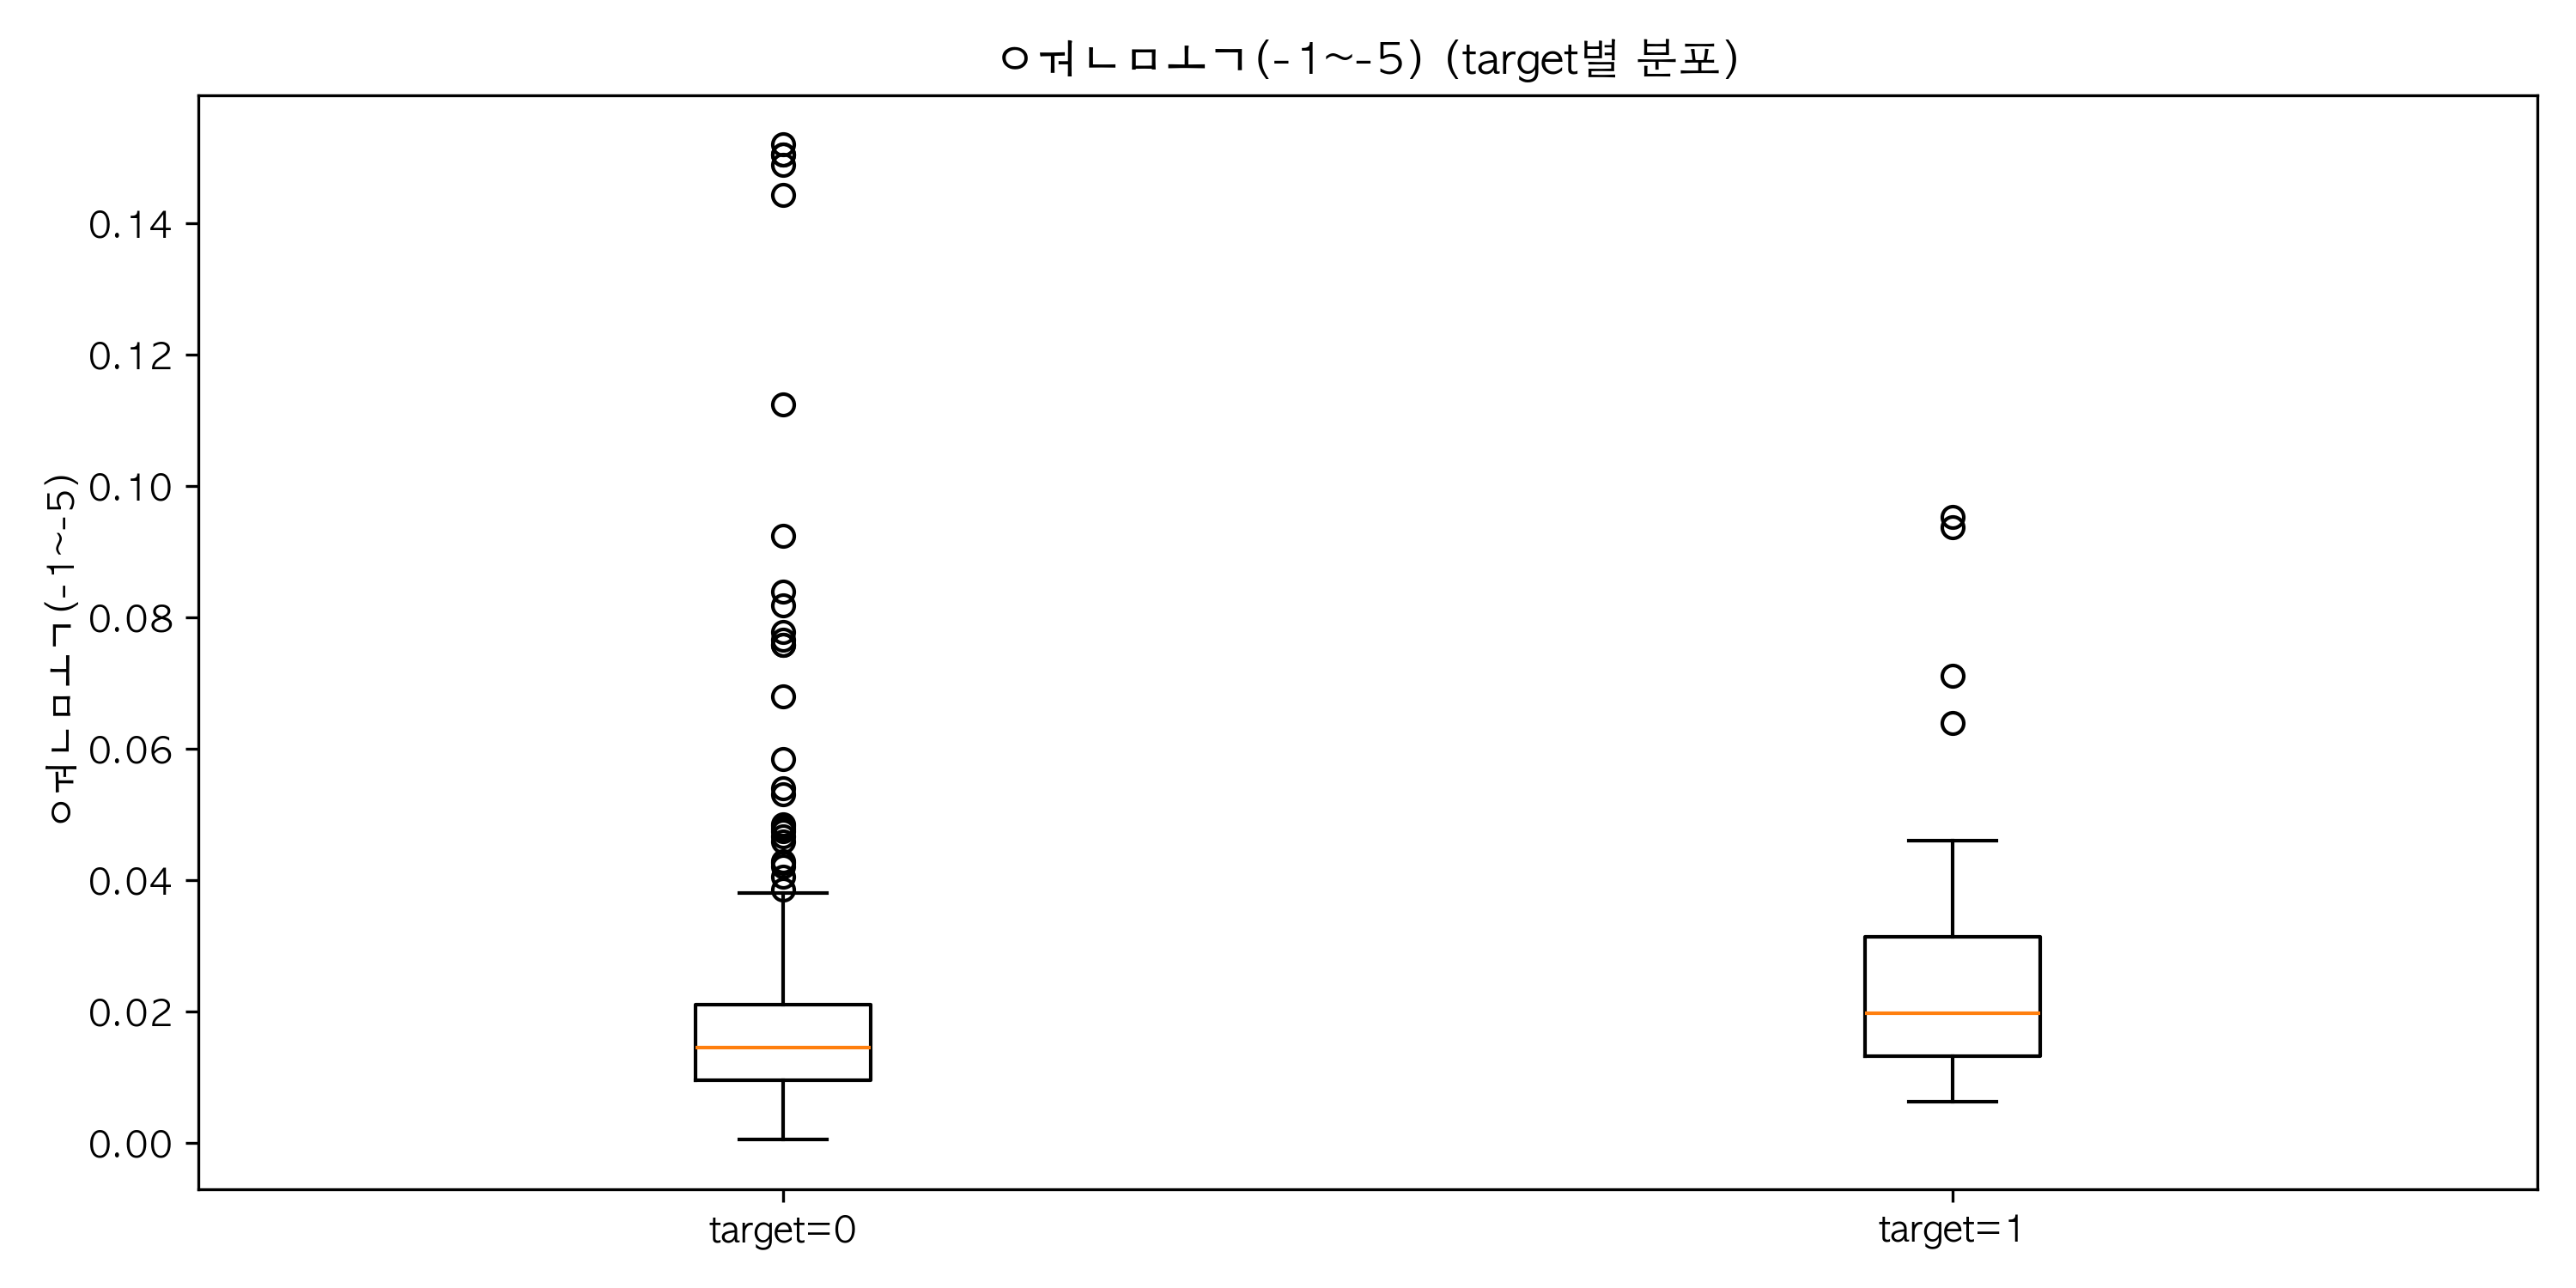 ㅇㅝㄴㅁㅗㄱ(-1~-5) (target별 분포)
ㅇㅝㄴㅁㅗㄱ(-1~-5)
0.14
0.12
0.10
0.08
0.06
0.04
0.02
0.00
target=0
target=1